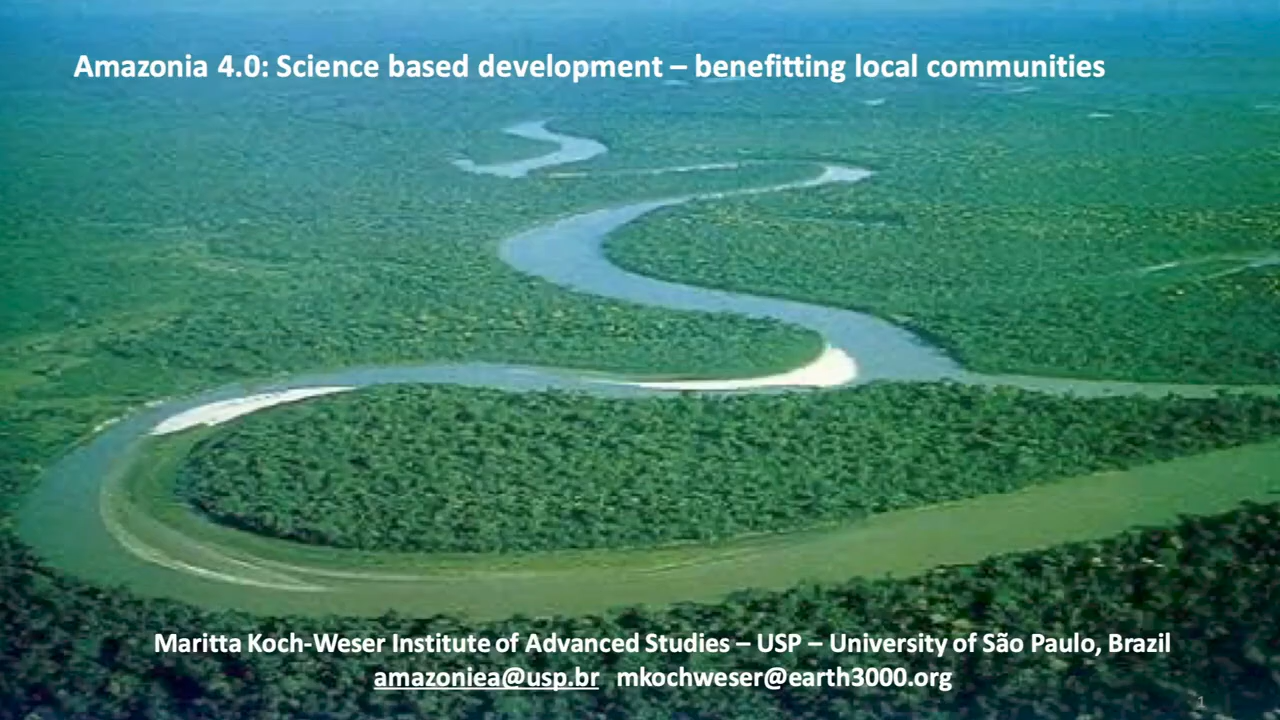 Amazonia 4.0: Science based development – benefitting local communities
Maritta Koch-Weser Institute of Advanced Studies – USP – University of São Paulo, Brazil
amazoniea@usp.br mkochweser@earth3000.org
1